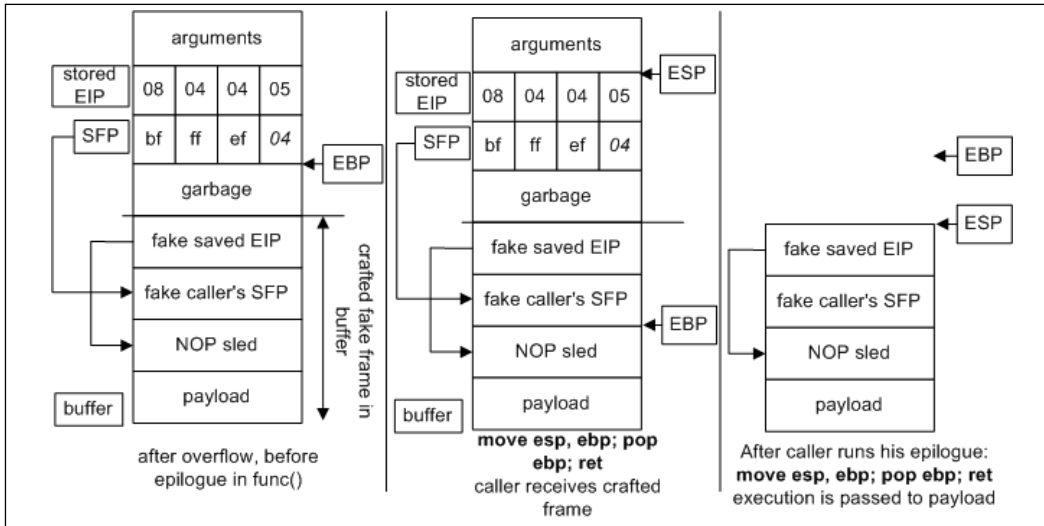 arguments
stored
EIP
08 04 04 05
SFP
bf ff ef 04
EBP
garbage
fake saved EIP
fake caller's SFP
NOP sled
buffer
payload
crafted fake frame in
buffer
after overflow, before
epilogue in func()
arguments
ESP
stored
EIP
08 04 04 05
SFP
bf ff ef 04
garbage
fake saved EIP
fake caller's SFP
EBP
NOP sled
buffer
payload
move esp, ebp; pop
ebp; ret
caller receives crafted
frame
EBP
ESP
fake saved EIP
fake caller's SFP
NOP sled
payload
After caller runs his epilogue:
move esp, ebp; pop ebp; ret
execution is passed to payload